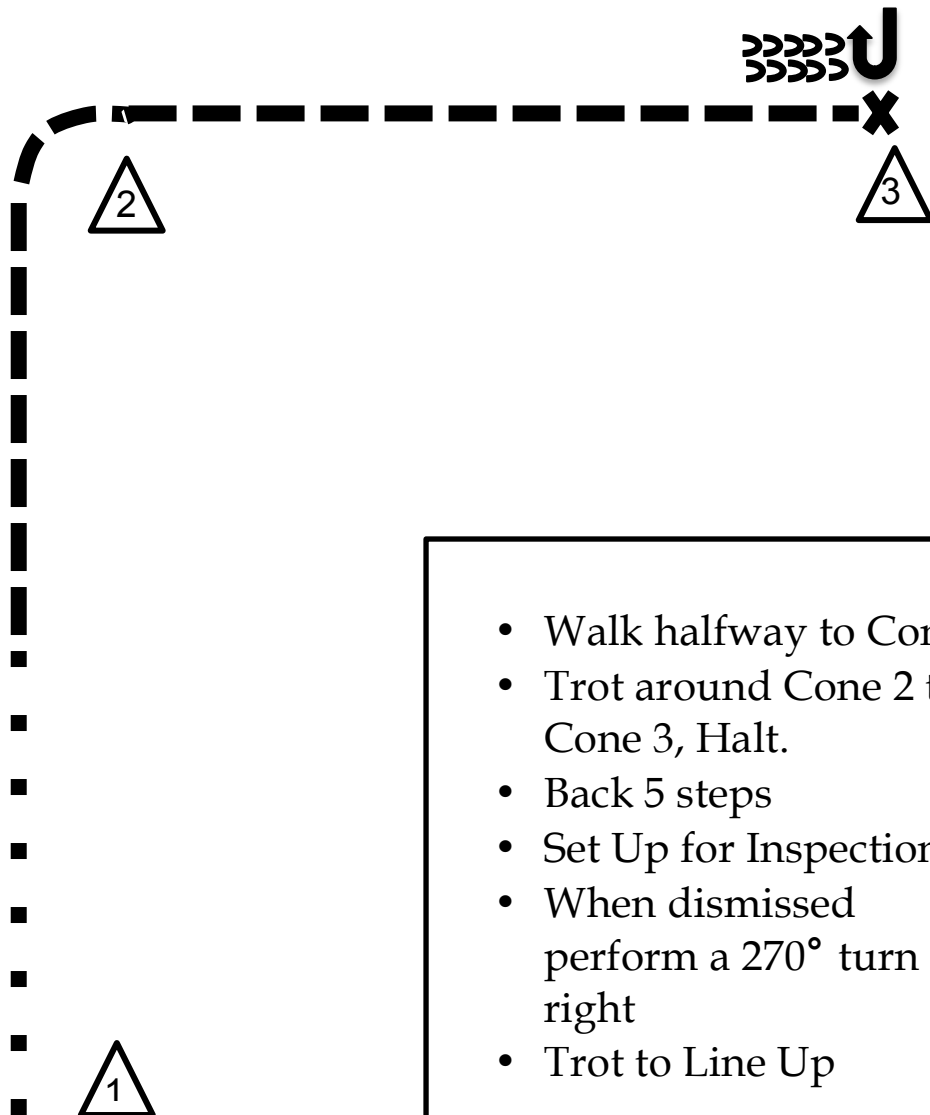 2
3
• Walk halfway to
• Trot around Cone 2
Cone 3, Halt.
• Back 5 steps
• Set Up for Inspection
• When dismissed
perform a 270° turn
right
• Trot to Line Up
1